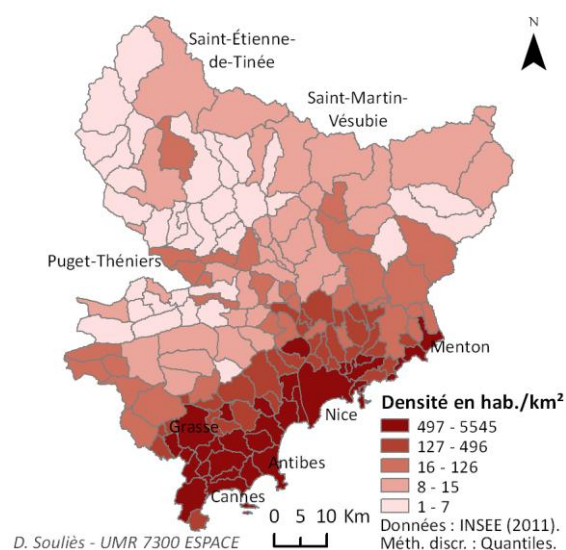 N
Saint-Étienne-
de-Tinée
Saint-Martin-
Vésubie
Puget-Théniers
Menton
Nice
Grasse
Antibes
Cannes
Densité en hab./km²
497 - 5545
127 - 496
16 - 126
8 - 15
1 - 7
0 5 10 Km
Données : INSEE (2011).
Méth. discr. : Quantiles.
D. Souliès - UMR 7300 ESPACE